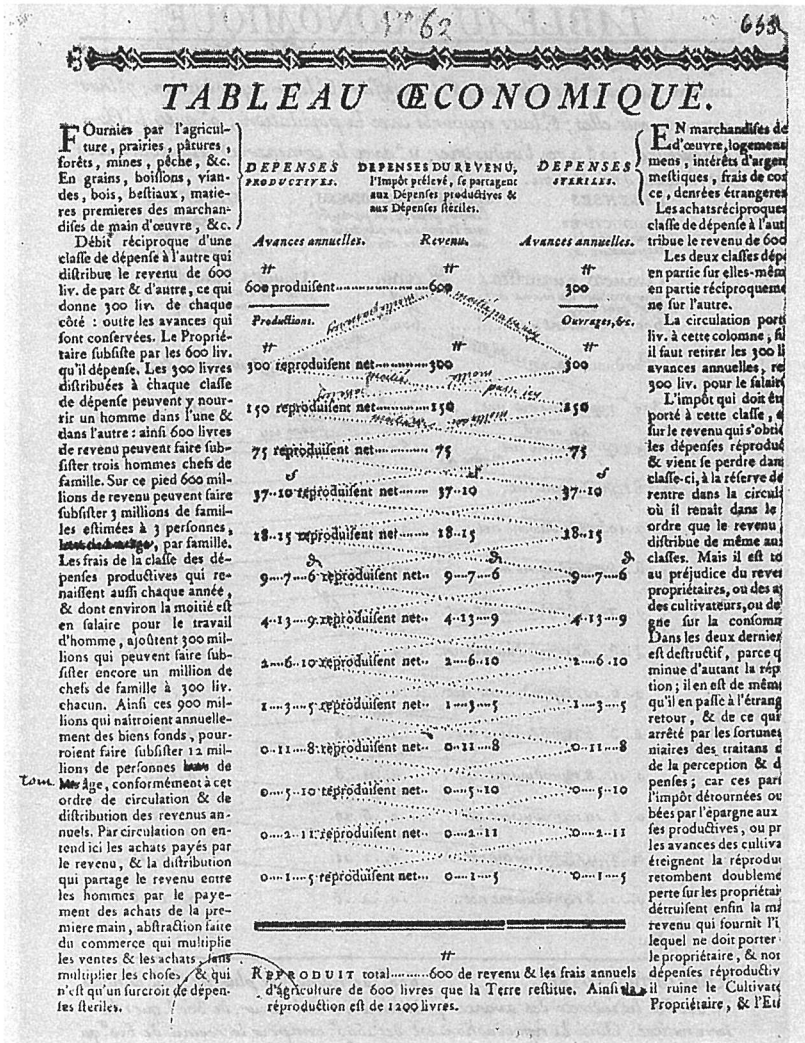 Nº 62
TABLEAU ŒCONOMIQUE.
FOurnies par l'agricul-
ture, prairies, pâtures,
forêts, mines, pêche, &c.
En grains, boissons, vian-
des, bois, bestiaux, matie-
res premieres des marchan-
dises de main d'œuvre, &c.
Débit réciproque d'une
classe de dépense à l'autre qui
distribue le revenu de 600
liv. de part & d'autre, ce qui
donne 300 liv. de chaque
côté : outre les avances qui
sont conservées. Le Proprié-
taire subsiste par les 600 liv.
qu'il dépense. Les 300 livres
distribuées à chaque classe
de dépense peuvent y nour-
rir un homme dans l'une &
dans l'autre : ainsi 600 livres
de revenu peuvent faire sub-
sister trois hommes chefs de
famille. Sur ce pied 600 mil-
lions de revenu peuvent faire
subsister 3 millions de famil-
les estimées à 3 personnes,
, par famille.
Les frais de la classe des dé-
penses productives qui re-
naissent aussi chaque année,
& dont environ la moitié est
en salaire pour le travail
d'homme, ajoûtent 300 mil-
lions qui peuvent faire sub-
sister encore un million de
chefs de famille à 300 liv.
chacun. Ainsi ces 900 mil-
lions qui naîtroient annuelle-
ment des biens fonds, pour-
roient faire subsister 12 mil-
lions de personnes de
tom. âge, conformément à cet
ordre de circulation & de
distribution des revenus an-
nuels. Par circulation on en-
tend ici les achats payés par
le revenu, & la distribution
qui partage le revenu entre
les hommes par le paye-
ment des achats de la pre-
miere main, abstraction faite
du commerce qui multiplie
les ventes & les achats, sans
multiplier les choses, & qui
n'est qu'un surcroit de dépen-
ses steriles.
DEPENSES
PRODUCTIVES.
DEPENSES DU REVENU,
l'Impôt prélevé, se partagent
aux Dépenses productives &
aux Dépenses stériles.
DEPENSES
STERILES.
Avances annuelles. Revenu. Avances annuelles.
₶ ₶ ₶
600 produisent............600 300
Productions. Ouvrages, &c.
₶ ₶ ₶
300 reproduisent net..........300 300
150 reproduisent net........150 150
75 reproduisent net.........75 75
ſ ſ ſ
37..10 reproduisent net........37..10 37..10
18..15 reproduisent net........18..15 18..15
₰ ₰ ₰
9...7...6 reproduisent net..9...7...6 9...7...6
4..13...9 reproduisent net..4..13...9 4..13...9
2...6..10 reproduisent net..2...6..10 2...6..10
1...3...5 reproduisent net..1...3...5 1...3...5
0..11...8 reproduisent net..0..11...8 0..11...8
0...5..10 reproduisent net..0...5..10 0...5..10
0...2..11 reproduisent net..0...2..11 0...2..11
0...1...5 reproduisent net..0...1...5 0...1...5
₶
REPRODUIT total..........600 de revenu & les frais annuels
d'agriculture de 600 livres que la Terre restitue. Ainsi la
réproduction est de 1200 livres.
EN marchandises de
d'œuvre, logemens
mens, intérêts d'argen
mestiques, frais de com
ce, denrées étrangeres
Les achats réciproques
classe de dépense à l'aut
tribue le revenu de 600
Les deux classes dép
en partie sur elles-mêm
en partie réciproqueme
ne sur l'autre.
La circulation port
liv. à cette colomne, su
il faut retirer les 300 li
avances annuelles, re
300 liv. pour le salair
L'impôt qui doit êtr
porté à cette classe, e
sur le revenu qui s'obtie
les dépenses réproduc
& vient se perdre dans
classe-ci, à la réserve de
rentre dans la circula
où il renaît dans le
ordre que le revenu,
distribue de même aux
classes. Mais il est to
au préjudice du reve
propriétaires, ou des a
des cultivateurs, ou de
gne sur la consomm
Dans les deux dernier
est destructif, parce q
minue d'autant la rép
tion ; il en est de mêm
qu'il en passe à l'étrang
retour, & de ce qui
arrêté par les fortunes
niaires des traitans c
de la perception & d
penses ; car ces part
l'impôt détournées ou
bées par l'épargne aux
ses productives, ou pr
les avances des cultiva
éteignent la réproduc
retombent doubleme
perte sur les propriétair
détruisent enfin la ma
revenu qui fournit l'i
lequel ne doit porter
le propriétaire, & non
dépenses réproductiv
il ruine le Cultivate
Propriétaire, & l'Et